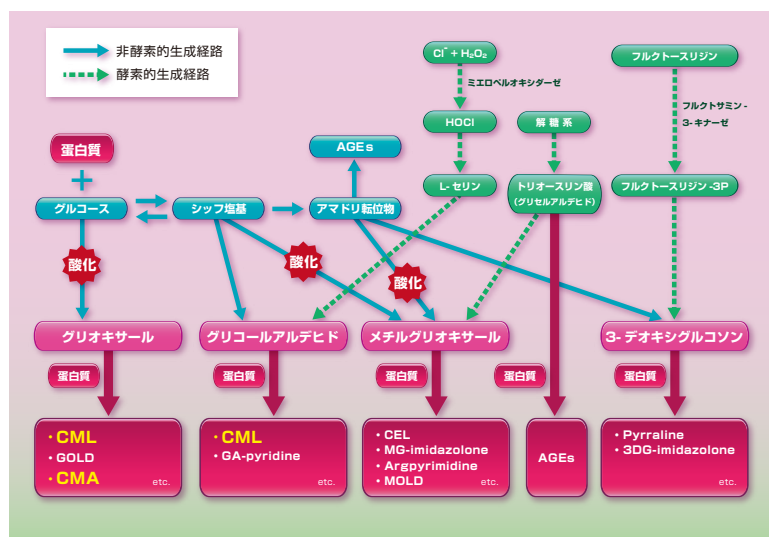 非酵素的生成経路
酵素的生成経路
Cl⁻ + H₂O₂
フルクトースリジン
ミエロペルオキシダーゼ
フルクトサミン-
3-キナーゼ
HOCl
解糖系
蛋白質
AGEs
+
L-セリン
トリオースリン酸
(グリセルアルデヒド)
フルクトースリジン-3P
グルコース
シッフ塩基
アマドリ転位物
酸化
酸化
酸化
グリオキサール
グリコールアルデヒド
メチルグリオキサール
3-デオキシグルコソン
蛋白質
蛋白質
蛋白質
蛋白質
蛋白質
・CML
・GOLD
・CMA
etc.
・CML
・GA-pyridine
etc.
・CEL
・MG-imidazolone
・Argpyrimidine
・MOLD
etc.
AGEs
・Pyrraline
・3DG-imidazolone
etc.